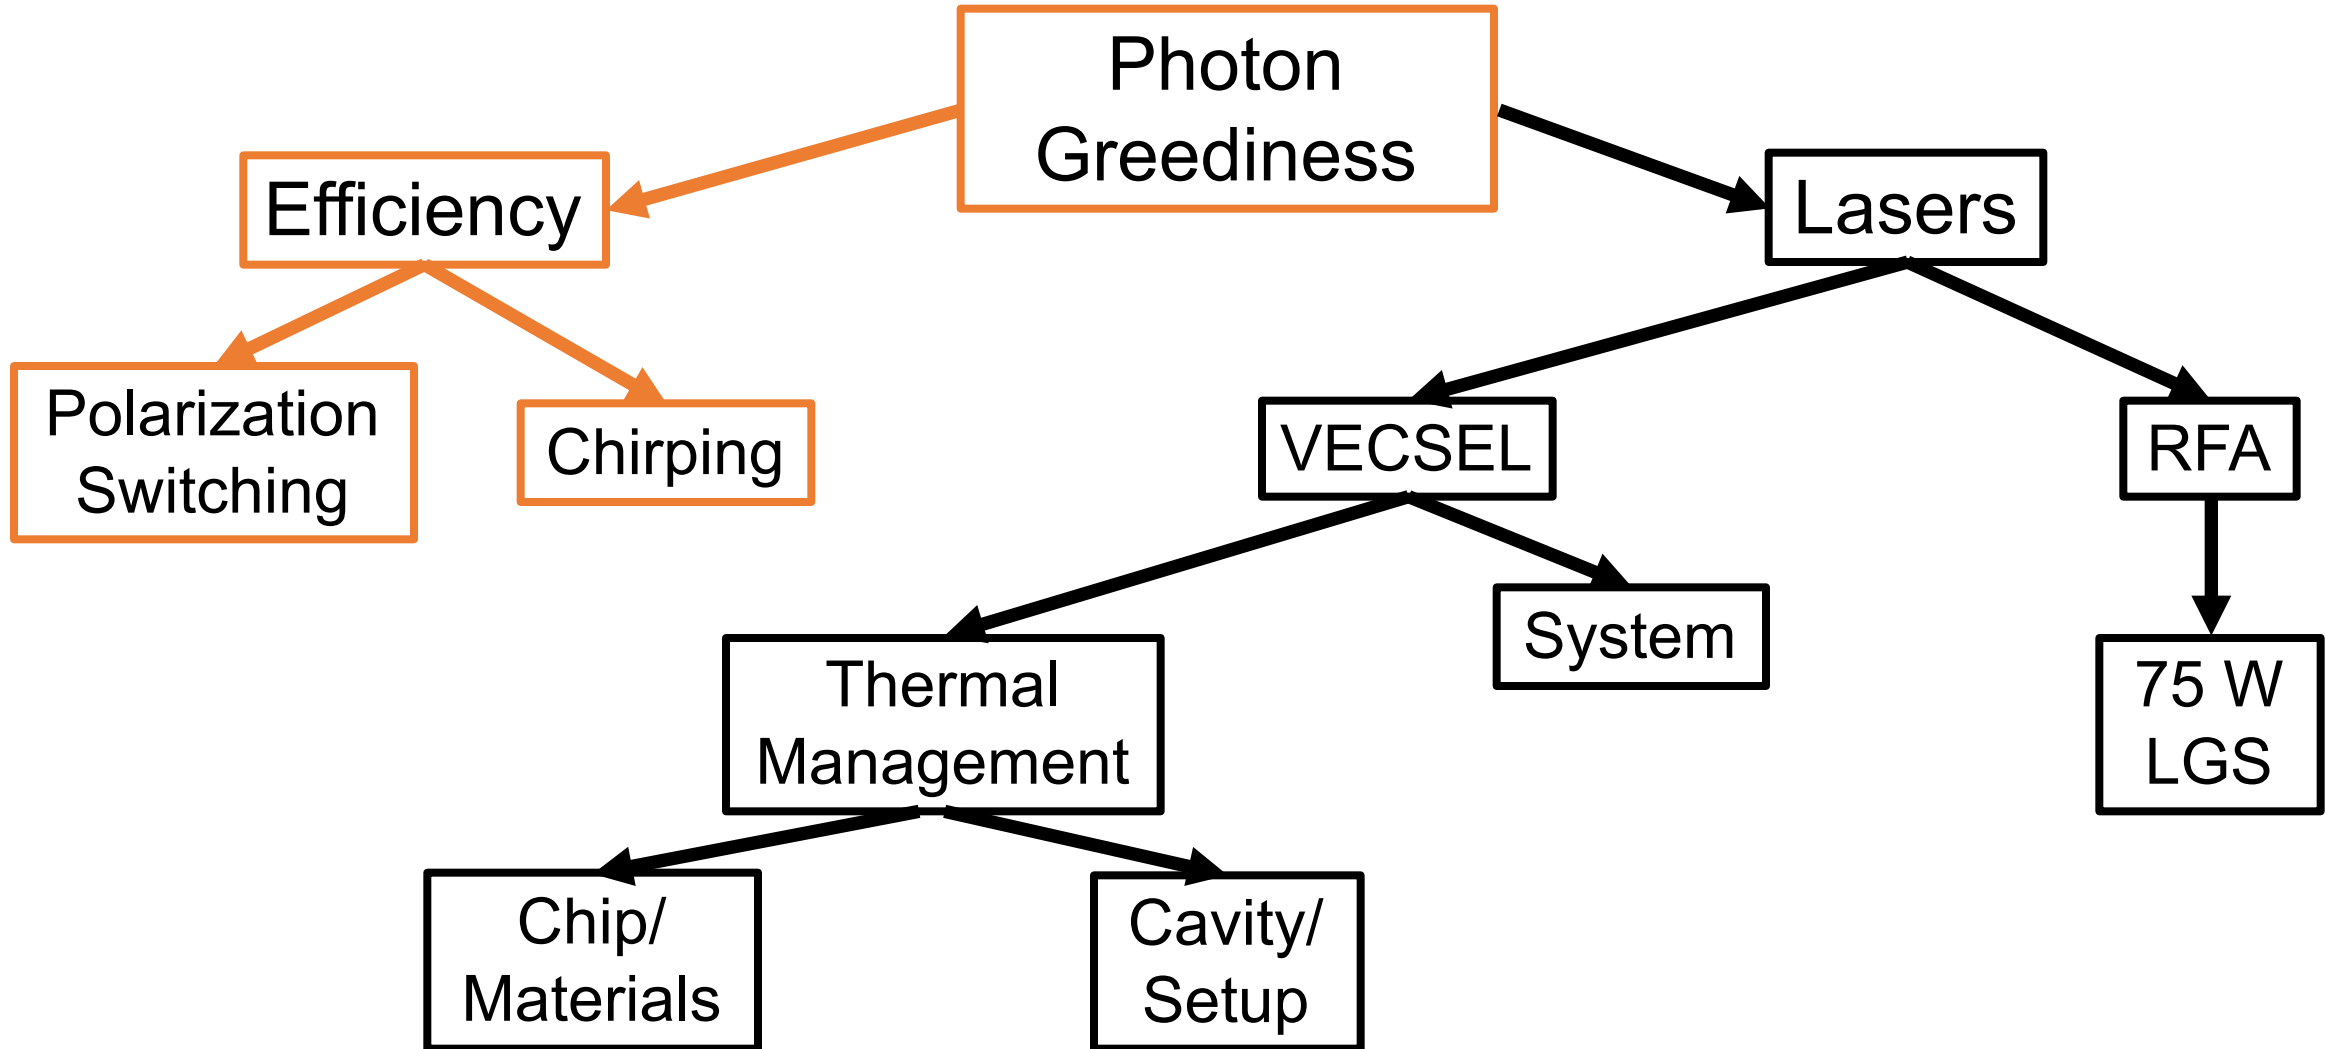 Photon
Greediness
Efficiency
Lasers
Polarization
Switching
Chirping
VECSEL
RFA
Thermal
Management
System
75 W
LGS
Chip/
Materials
Cavity/
Setup